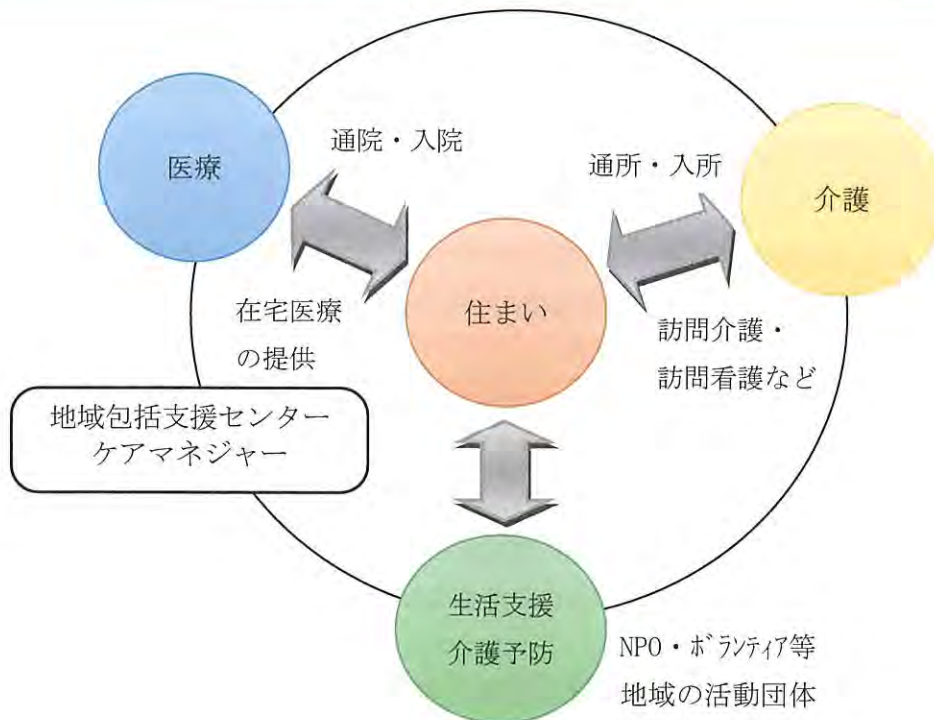 通院・入院
医療
通所・入所
介護
住まい
在宅医療
の提供
訪問介護・
訪問看護など
地域包括支援センター
ケアマネジャー
生活支援
介護予防
NPO・ボランティア等
地域の活動団体